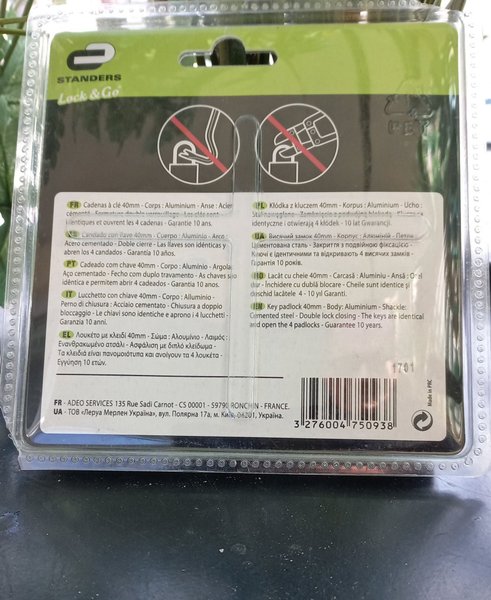 STANDERS
Lock & Go
FR Cadenas à clé 40mm - Corps : Aluminium - Anse : Acier
cémenté - Fermeture double verrouillage - Les clés sont
identiques et ouvrent les 4 cadenas - Garantie 10 ans.
Candado con llave 40mm - Cuerpo : Aluminio - Arco :
Acero cementado - Doble cierre - Las llaves son idénticas y
abren los 4 candados - Garantía 10 años.
PT Cadeado com chave 40mm - Corpo : Alumínio - Argola:
Aço cementado - Fecho com duplo travamento - As chaves são
idêntica e permitem abrir 4 cadeados - Garantia 10 anos.
IT Lucchetto con chiave 40mm - Corpo : Alluminio -
Perno di chiusura : Acciaio cementato - Chiusura a doppio
bloccaggio - Le chiavi sono identiche e aprono i 4 lucchetti -
Garanzia 10 anni.
EL Λουκέτο με κλειδί 40mm - Σώμα : Αλουμίνιο - Λαιμός :
Ενανθρακωμένο ατσάλι - Ασφάλιση με διπλό κλείδωμα -
Τα κλειδιά είναι πανομοιότυπα και ανοίγουν τα 4 λουκέτα -
Εγγύηση 10 ετών.
PL Kłódka z kluczem 40mm - Korpus : Aluminium - Ucho :
identyczne i otwierają 4 kłódek - 10 lat Gwarancji
UA Висячий замок 40mm - Корпус : Алюміній - Петля :
Цементована сталь - Закриття з подвійною фіксацією -
Ключі є ідентичними та відкривають 4 висячих замків -
Гарантія 10 років.
RO Lacăt cu cheie 40mm - Carcasă : Aluminiu - Ansă : Oțel
dur - Închidere cu dublă blocare - Cheile sunt identice și
deschid lacătele 4 - 10 yil Garanti.
EN Key padlock 40mm - Body: Aluminium - Shackle:
Cemented steel - Double lock closing - The keys are identical
and open the 4 padlocks - Guarantee 10 years.
1701
FR - ADEO SERVICES 135 Rue Sadi Carnot - CS 00001 - 59790 RONCHIN - FRANCE.
UA - ТОВ «Леруа Мерлен Україна», вул. Полярна 17а, м. Київ, 04201, Україна.
3 276004 750938
Made in PRC